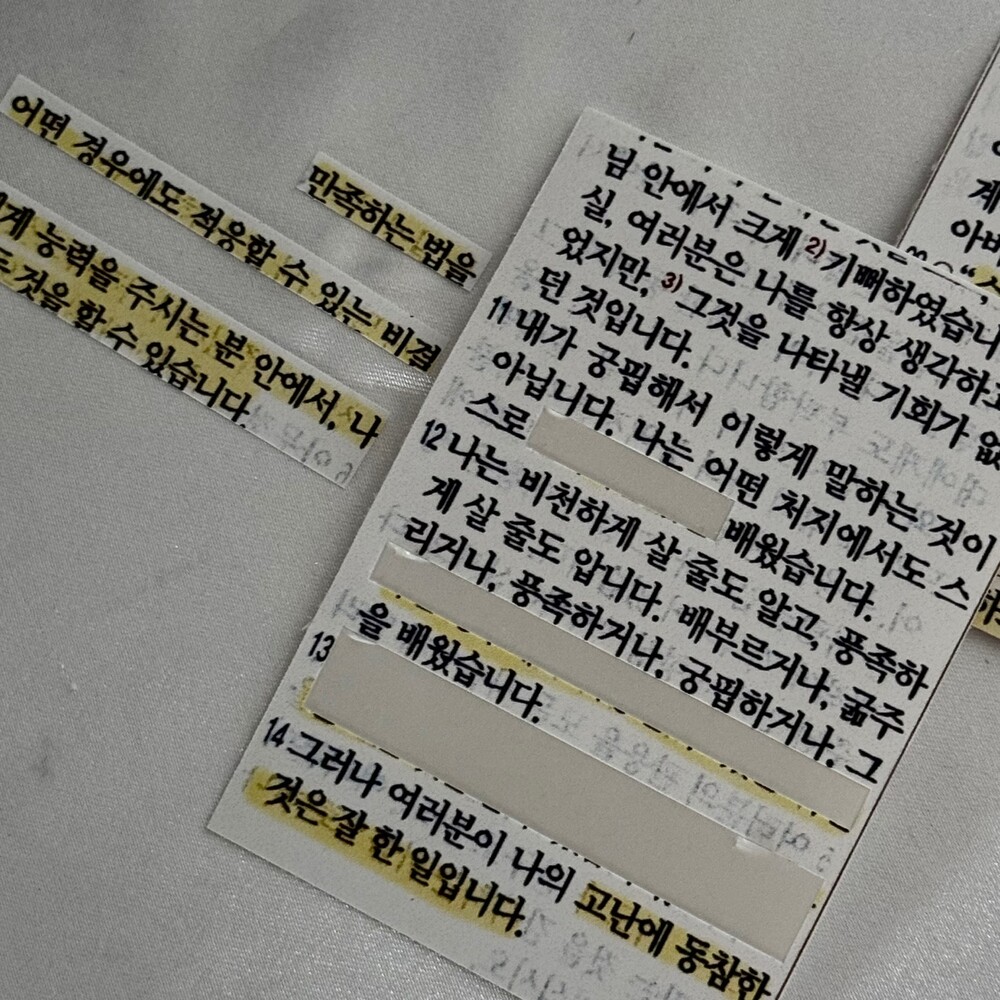 어떤 경우에도 적응할 수 있는 비결
만족하는 법을
게 능력을 주시는 분 안에서, 나
것을 할 수 있습니다.
님 안에서 크게 2)기뻐하였습니
실, 여러분은 나를 항상 생각하
었지만, 3)그것을 나타낼 기회가 없
던 것입니다.
11 내가 궁핍해서 이렇게 말하는 것이
아닙니다. 나는 어떤 처지에서도 스
스로 배웠습니다.
12 나는 비천하게 살 줄도 알고, 풍족하
게 살 줄도 압니다. 배부르거나, 굶주
리거나, 풍족하거나, 궁핍하거나, 그
을 배웠습니다.
13
14 그러나 여러분이 나의 고난에 동참한
것은 잘 한 일입니다.
계